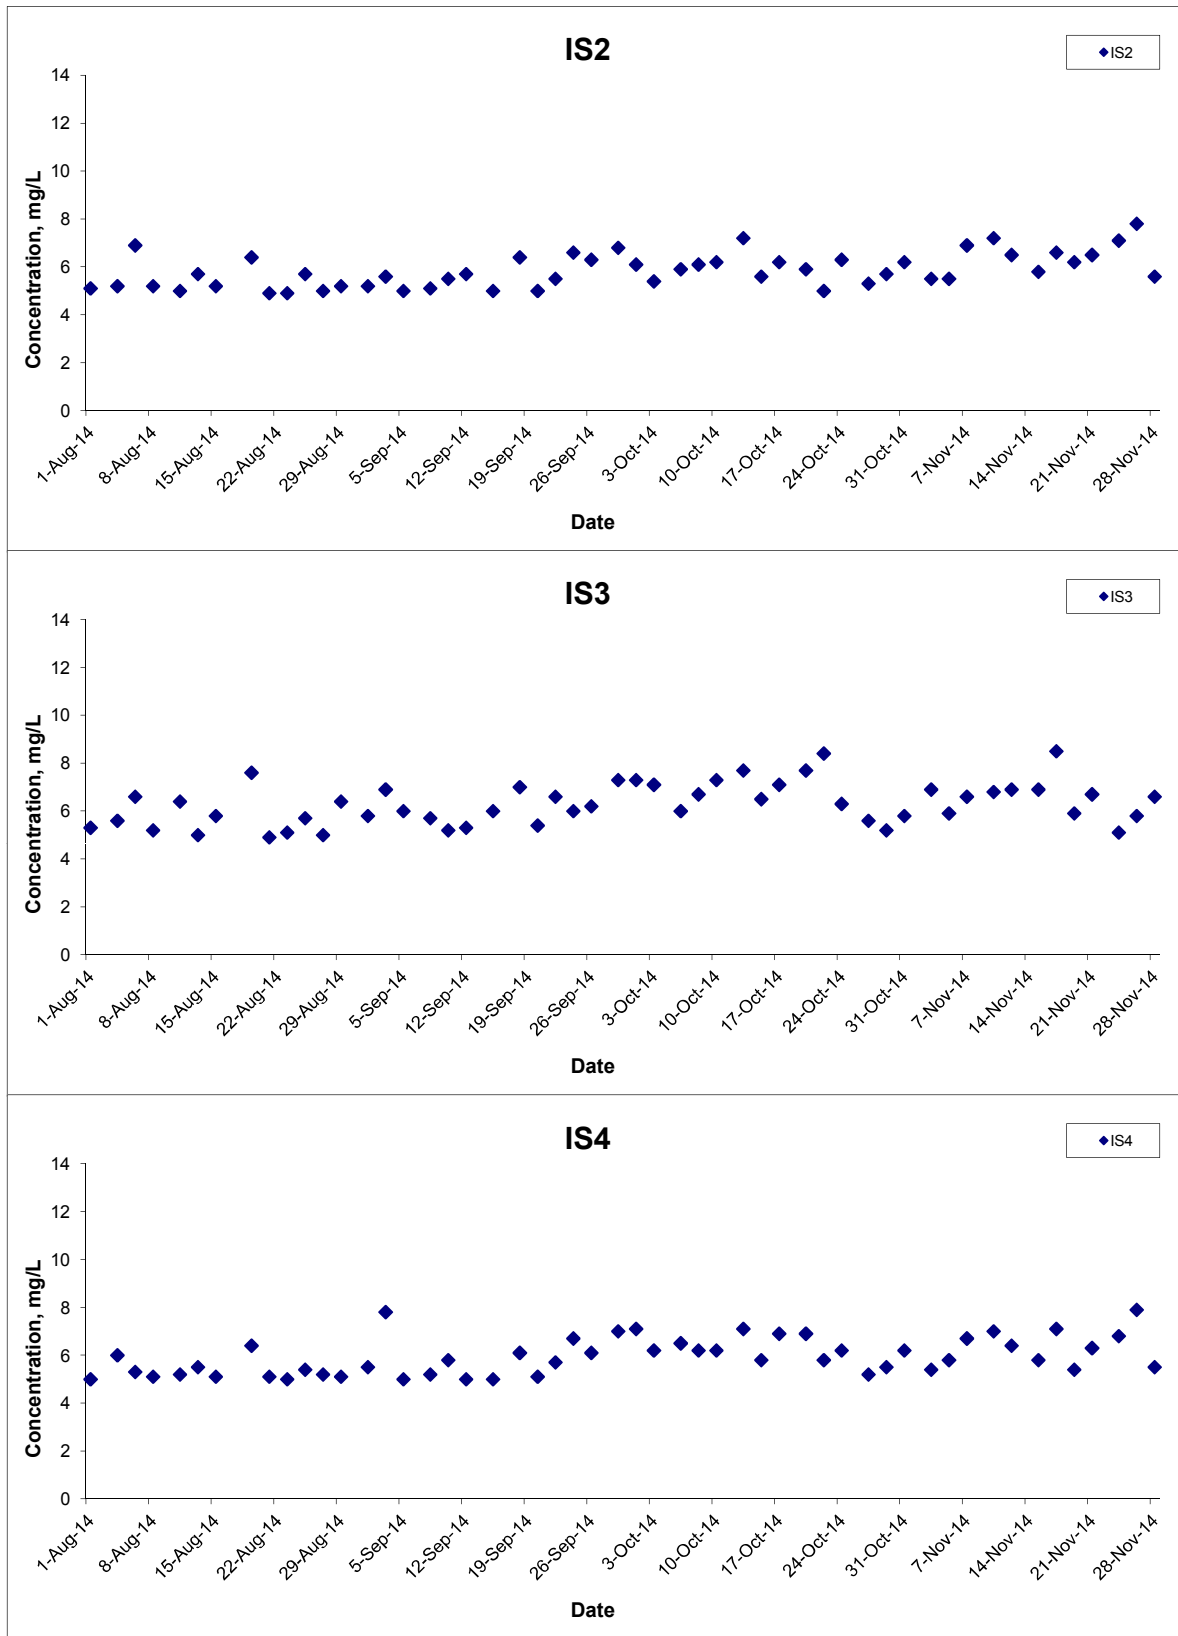 IS2
IS2
14
12
10
8
6
4
2
0
Concentration, mg/L
1-Aug-14
8-Aug-14
15-Aug-14
22-Aug-14
29-Aug-14
5-Sep-14
12-Sep-14
19-Sep-14
26-Sep-14
3-Oct-14
10-Oct-14
17-Oct-14
24-Oct-14
31-Oct-14
7-Nov-14
14-Nov-14
21-Nov-14
28-Nov-14
Date
IS3
IS3
14
12
10
8
6
4
2
0
Concentration, mg/L
1-Aug-14
8-Aug-14
15-Aug-14
22-Aug-14
29-Aug-14
5-Sep-14
12-Sep-14
19-Sep-14
26-Sep-14
3-Oct-14
10-Oct-14
17-Oct-14
24-Oct-14
31-Oct-14
7-Nov-14
14-Nov-14
21-Nov-14
28-Nov-14
Date
IS4
IS4
14
12
10
8
6
4
2
0
Concentration, mg/L
1-Aug-14
8-Aug-14
15-Aug-14
22-Aug-14
29-Aug-14
5-Sep-14
12-Sep-14
19-Sep-14
26-Sep-14
3-Oct-14
10-Oct-14
17-Oct-14
24-Oct-14
31-Oct-14
7-Nov-14
14-Nov-14
21-Nov-14
28-Nov-14
Date